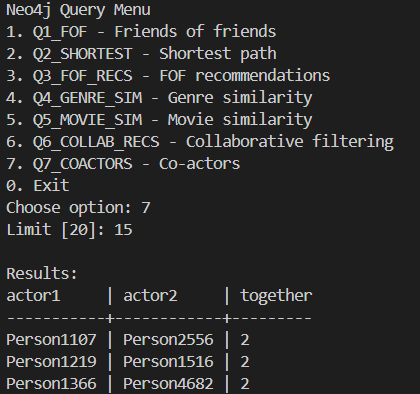 Neo4j Query Menu
1. Q1_FOF - Friends of friends
2. Q2_SHORTEST - Shortest path
3. Q3_FOF_RECS - FOF recommendations
4. Q4_GENRE_SIM - Genre similarity
5. Q5_MOVIE_SIM - Movie similarity
6. Q6_COLLAB_RECS - Collaborative filtering
7. Q7_COACTORS - Co-actors
0. Exit
Choose option: 7
Limit [20]: 15

Results:
actor1     | actor2     | together
-----------+------------+---------
Person1107 | Person2556 | 2
Person1219 | Person1516 | 2
Person1366 | Person4682 | 2